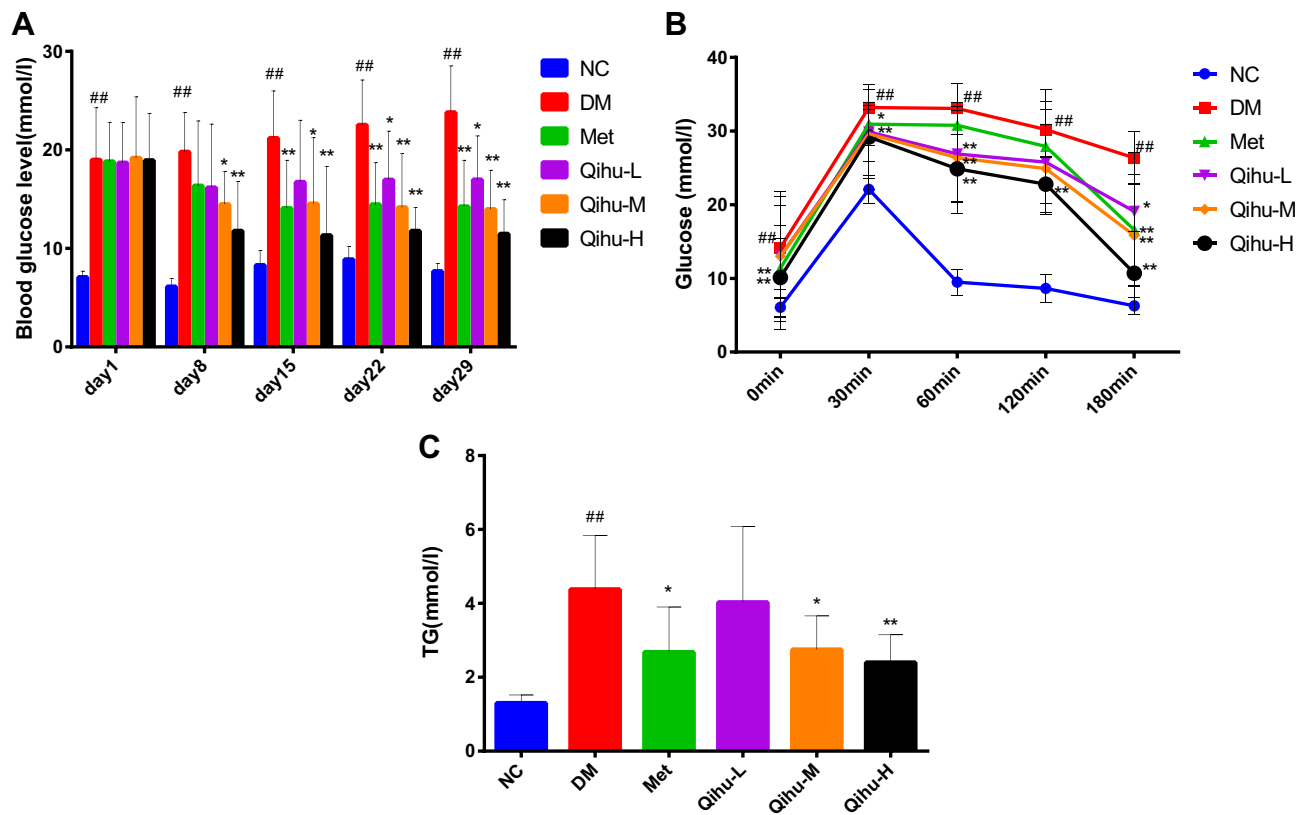 A
Blood glucose level(mmol/l)
30
20
10
0
##
##
##
##
##
*
**
**
*
**
**
*
**
**
**
*
**
**
day1
day8
day15
day22
day29
NC
DM
Met
Qihu-L
Qihu-M
Qihu-H
B
Glucose (mmol/l)
40
30
20
10
0
##
**
**
##
*
**
##
**
**
**
##
**
##
*
**
**
**
0min
30min
60min
120min
180min
NC
DM
Met
Qihu-L
Qihu-M
Qihu-H
C
TG(mmol/l)
8
6
4
2
0
##
*
*
**
NC
DM
Met
Qihu-L
Qihu-M
Qihu-H